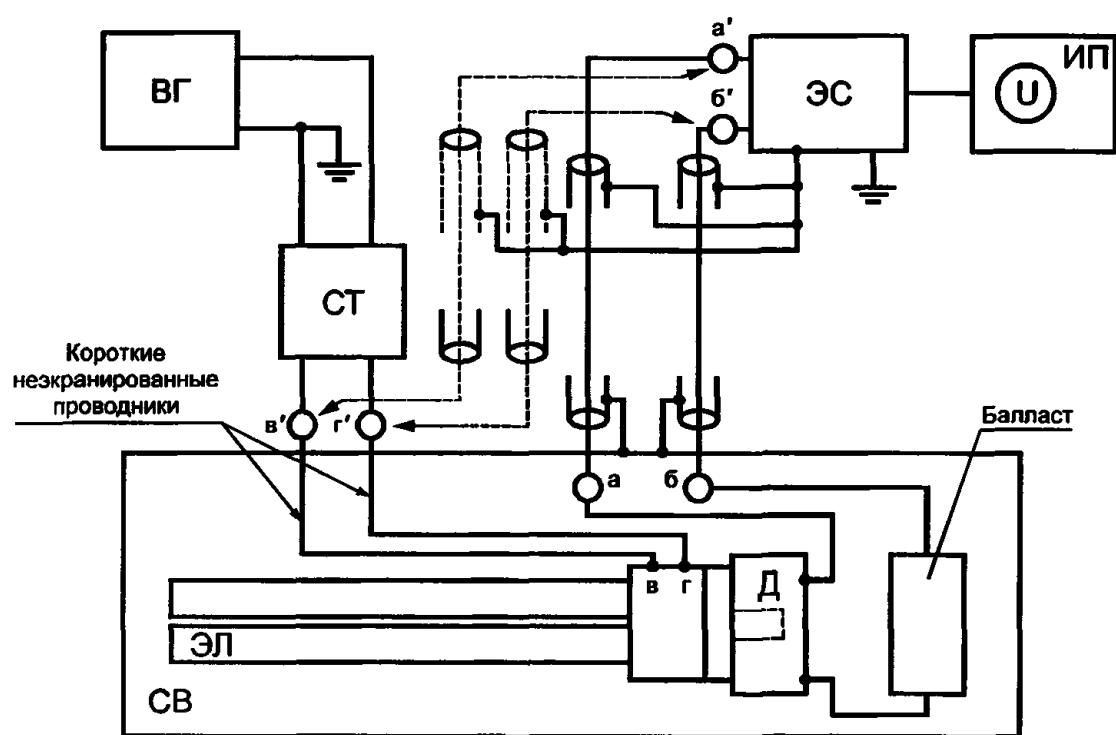 а′
ВГ
ЭС
ИП
U
б′
СТ
Короткие
неэкранированные
проводники
в′
г′
Балласт
а
б
в
г
Д
ЭЛ
СВ